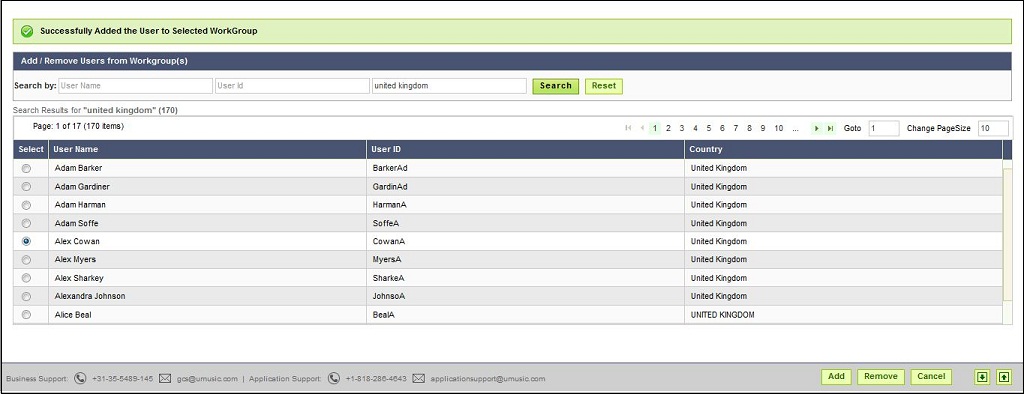 Successfully Added the User to Selected WorkGroup
Add / Remove Users from Workgroup(s)
Search by: User Name User Id united kingdom Search Reset
Search Results for "united kingdom" (170)
Page: 1 of 17 (170 items) 1 2 3 4 5 6 7 8 9 10 ... Goto 1 Change PageSize 10
Select User Name User ID Country
Adam Barker BarkerAd United Kingdom
Adam Gardiner GardinAd United Kingdom
Adam Harman HarmanA United Kingdom
Adam Soffe SoffeA United Kingdom
Alex Cowan CowanA United Kingdom
Alex Myers MyersA United Kingdom
Alex Sharkey SharkeA United Kingdom
Alexandra Johnson JohnsoA United Kingdom
Alice Beal BealA UNITED KINGDOM
Business Support: +31-35-5489-145 gcs@umusic.com | Application Support: +1-818-286-4643 applicationsupport@umusic.com Add Remove Cancel